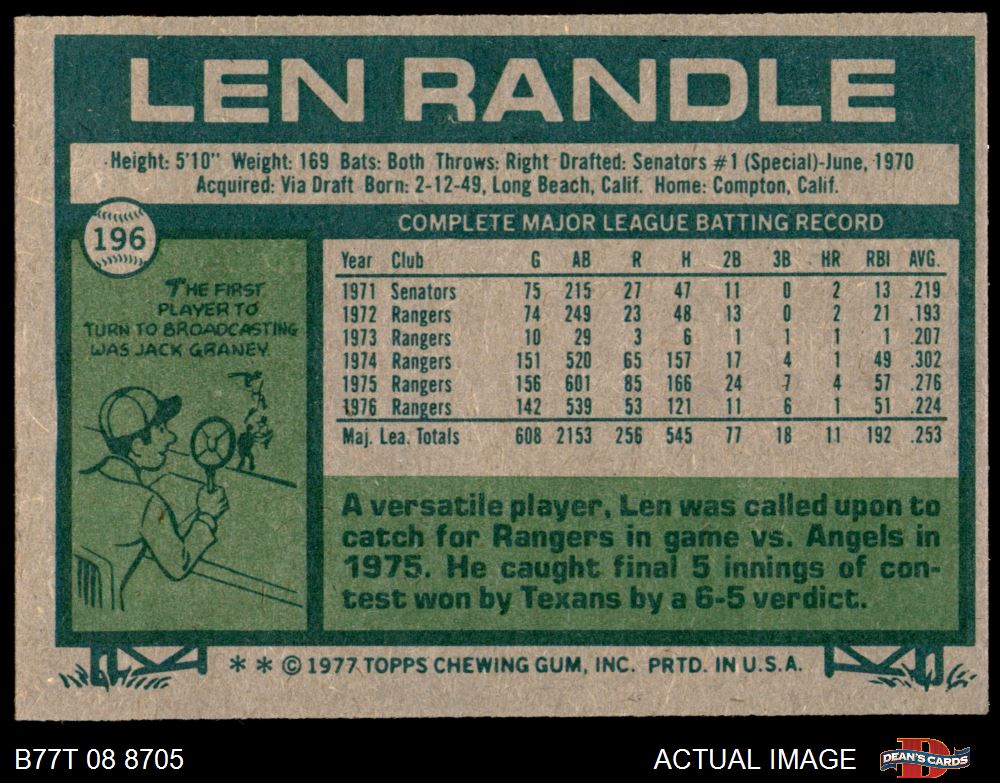 LEN RANDLE
Height: 5'10" Weight: 169 Bats: Both Throws: Right Drafted: Senators #1 (Special)-June, 1970
Acquired: Via Draft Born: 2-12-49, Long Beach, Calif. Home: Compton, Calif.
196
THE FIRST
PLAYER TO
TURN TO BROADCASTING
WAS JACK GRANEY.
COMPLETE MAJOR LEAGUE BATTING RECORD
Year Club G AB R H 2B 3B HR RBI AVG.
1971 Senators 75 215 27 47 11 0 2 13 .219
1972 Rangers 74 249 23 48 13 0 2 21 .193
1973 Rangers 10 29 3 6 1 1 1 1 .207
1974 Rangers 151 520 65 157 17 4 1 49 .302
1975 Rangers 156 601 85 166 24 7 4 57 .276
1976 Rangers 142 539 53 121 11 6 1 51 .224
Maj. Lea. Totals 608 2153 256 545 77 18 11 192 .253
A versatile player, Len was called upon to
catch for Rangers in game vs. Angels in
1975. He caught final 5 innings of con-
test won by Texans by a 6-5 verdict.
* * © 1977 TOPPS CHEWING GUM, INC. PRTD. IN U.S.A.
B77T 08 8705
ACTUAL IMAGE
D
DEAN'S CARDS